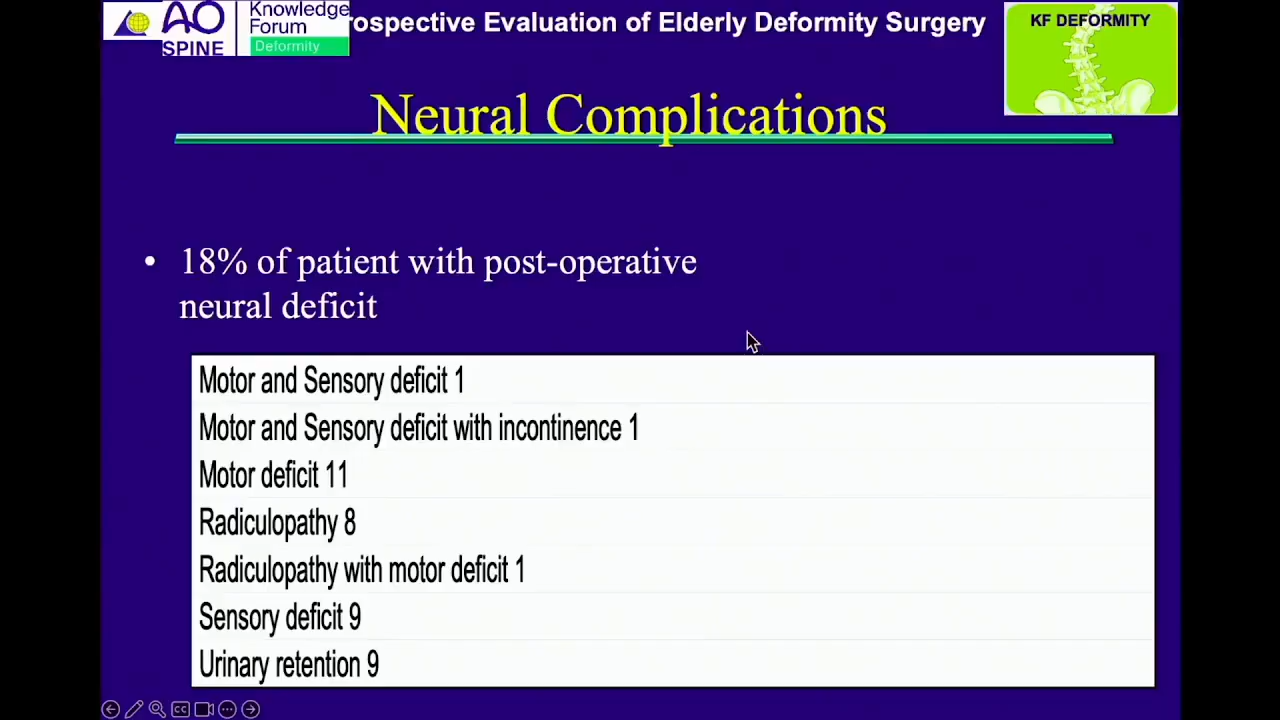 AO
SPINE
Knowledge
Forum
Deformity
rospective Evaluation of Elderly Deformity Surgery
KF DEFORMITY
Neural Complications
• 18% of patient with post-operative
neural deficit
Motor and Sensory deficit 1
Motor and Sensory deficit with incontinence 1
Motor deficit 11
Radiculopathy 8
Radiculopathy with motor deficit 1
Sensory deficit 9
Urinary retention 9
CC